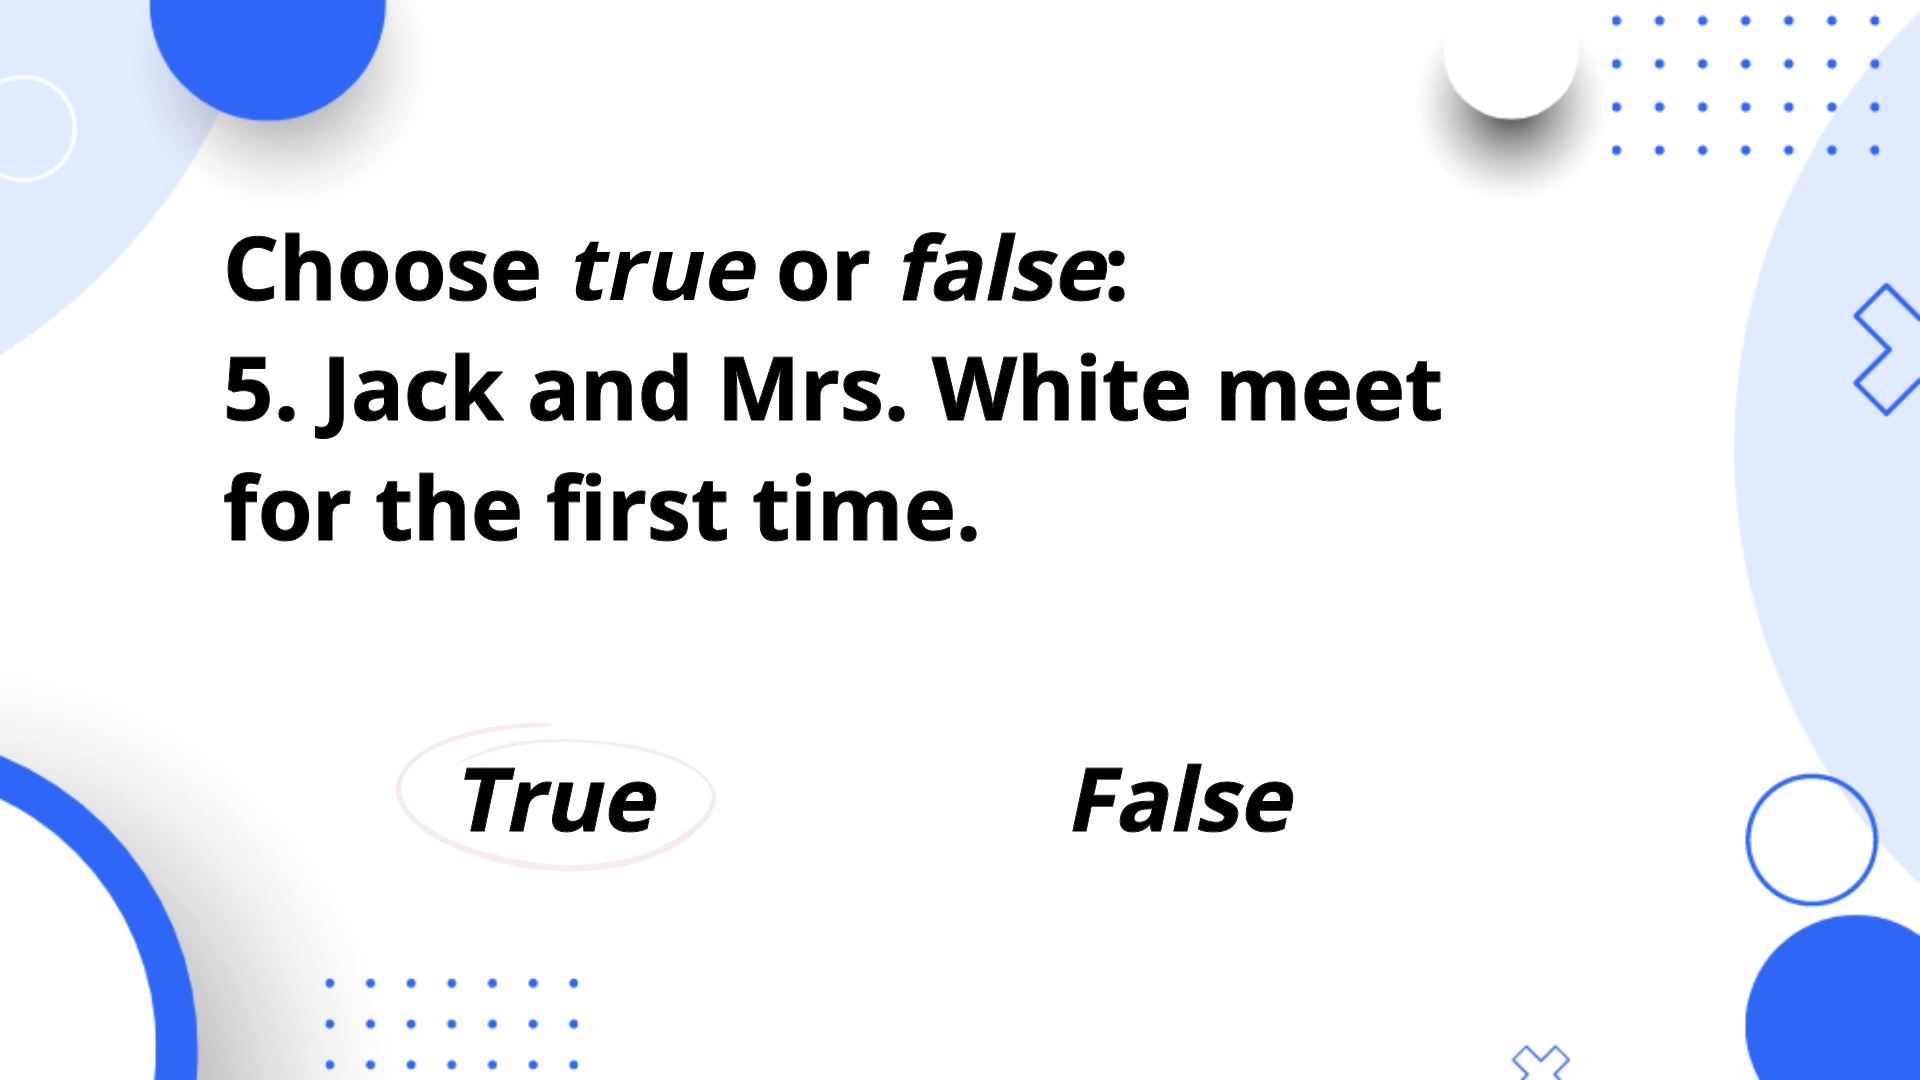 Choose true or false:
5. Jack and Mrs. White meet
for the first time.
True
False